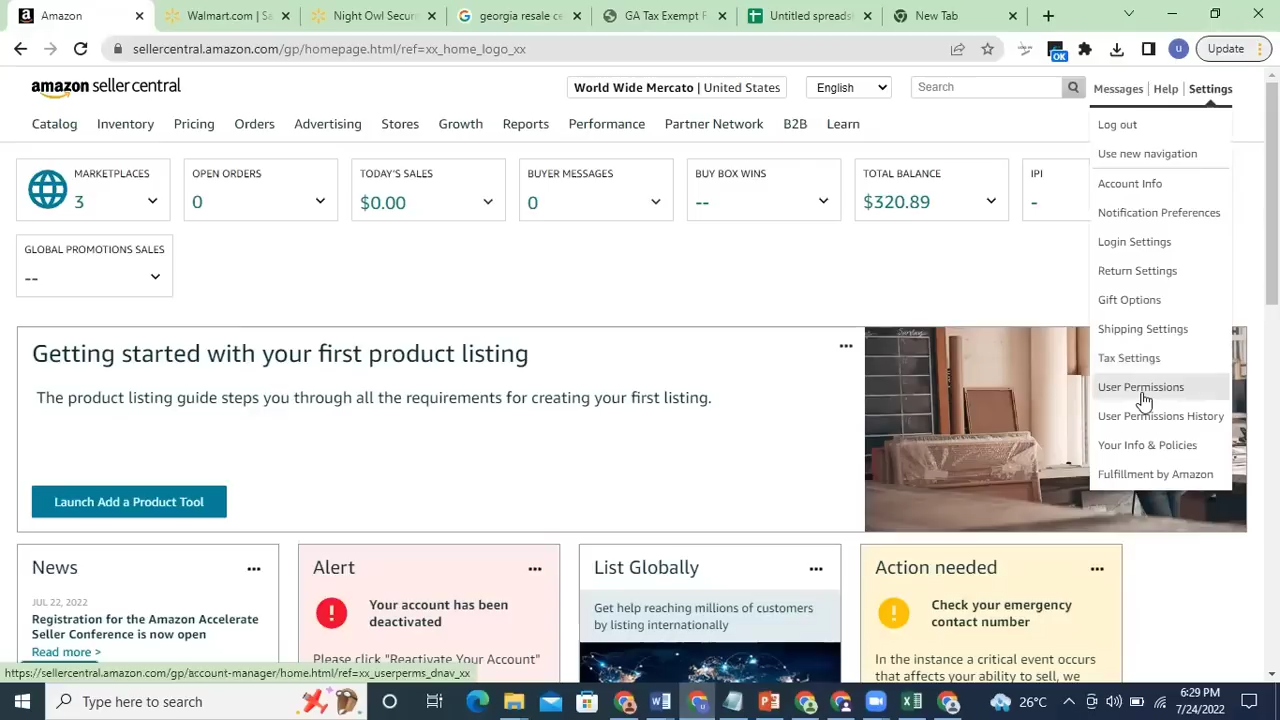 Amazon
Walmart.com | Sa
Night Owl Secur
georgia resale ce
GA Tax Exempt F
Untitled spreads
New Tab
sellercentral.amazon.com/gp/homepage.html/ref=xx_home_logo_xx
OK
u
Update
amazon seller central
World Wide Mercato | United States
English
Search
Messages | Help | Settings
Catalog Inventory Pricing Orders Advertising Stores Growth Reports Performance Partner Network B2B Learn
Log out
Use new navigation
Account Info
Notification Preferences
Login Settings
Return Settings
Gift Options
Shipping Settings
Tax Settings
User Permissions
User Permissions History
Your Info & Policies
Fulfillment by Amazon
MARKETPLACES
3
OPEN ORDERS
0
TODAY'S SALES
$0.00
BUYER MESSAGES
0
BUY BOX WINS
--
TOTAL BALANCE
$320.89
IPI
-
GLOBAL PROMOTIONS SALES
--
Getting started with your first product listing
The product listing guide steps you through all the requirements for creating your first listing.
Launch Add a Product Tool
News
JUL 22, 2022
Registration for the Amazon Accelerate
Seller Conference is now open
Read more >
Alert
Your account has been
deactivated
Please click "Reactivate Your Account"
List Globally
Get help reaching millions of customers
by listing internationally
Action needed
Check your emergency
contact number
In the instance a critical event occurs
that affects your ability to sell, we
https://sellercentral.amazon.com/gp/account-manager/home.html/ref=xx_userperms_dnav_xx
Type here to search
26°C
6:29 PM
7/24/2022